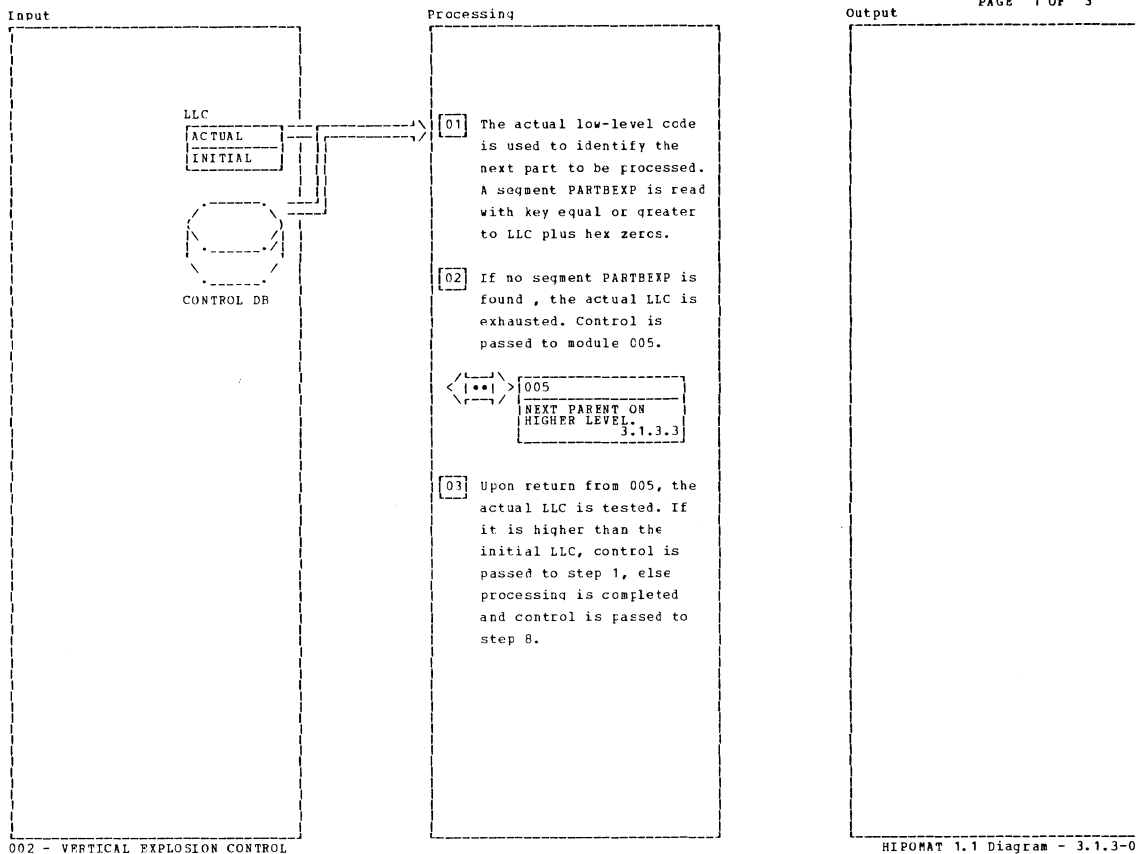 PAGE 1 OF 3
Input
Processing
Output
LLC
ACTUAL
INITIAL
CONTROL DB
01 The actual low-level code
is used to identify the
next part to be processed.
A segment PARTBEXP is read
with key equal or greater
to LLC plus hex zeros.
02 If no segment PARTBEXP is
found , the actual LLC is
exhausted. Control is
passed to module 005.
005
NEXT PARENT ON
HIGHER LEVEL.
3.1.3.3
03 Upon return from 005, the
actual LLC is tested. If
it is higher than the
initial LLC, control is
passed to step 1, else
processing is completed
and control is passed to
step 8.
002 - VERTICAL EXPLOSION CONTROL
HIPOMAT 1.1 Diagram - 3.1.3-0